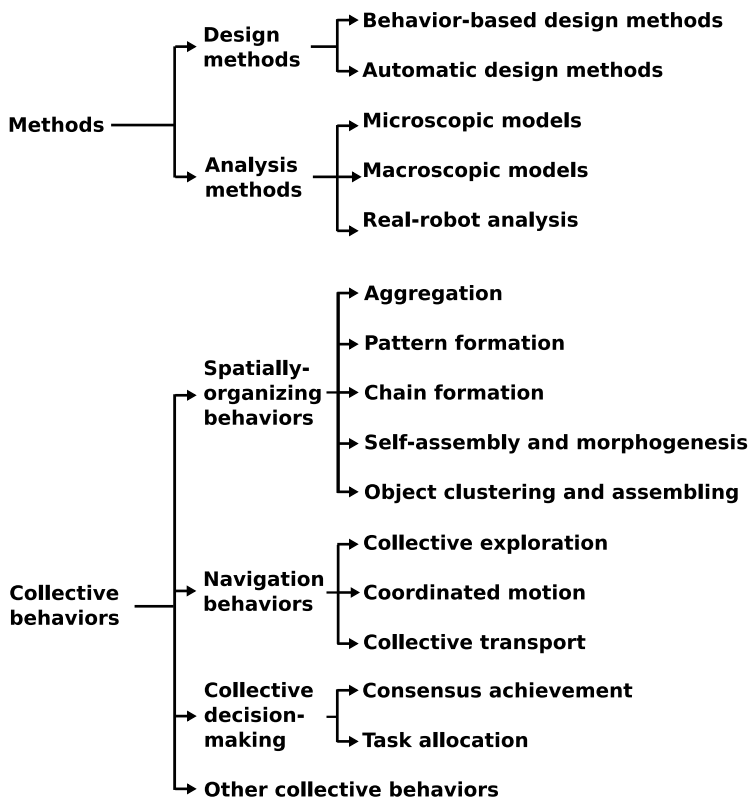 Methods
Design
methods
Behavior-based design methods
Automatic design methods
Analysis
methods
Microscopic models
Macroscopic models
Real-robot analysis
Collective
behaviors
Spatially-
organizing
behaviors
Aggregation
Pattern formation
Chain formation
Self-assembly and morphogenesis
Object clustering and assembling
Navigation
behaviors
Collective exploration
Coordinated motion
Collective transport
Collective
decision-
making
Consensus achievement
Task allocation
Other collective behaviors